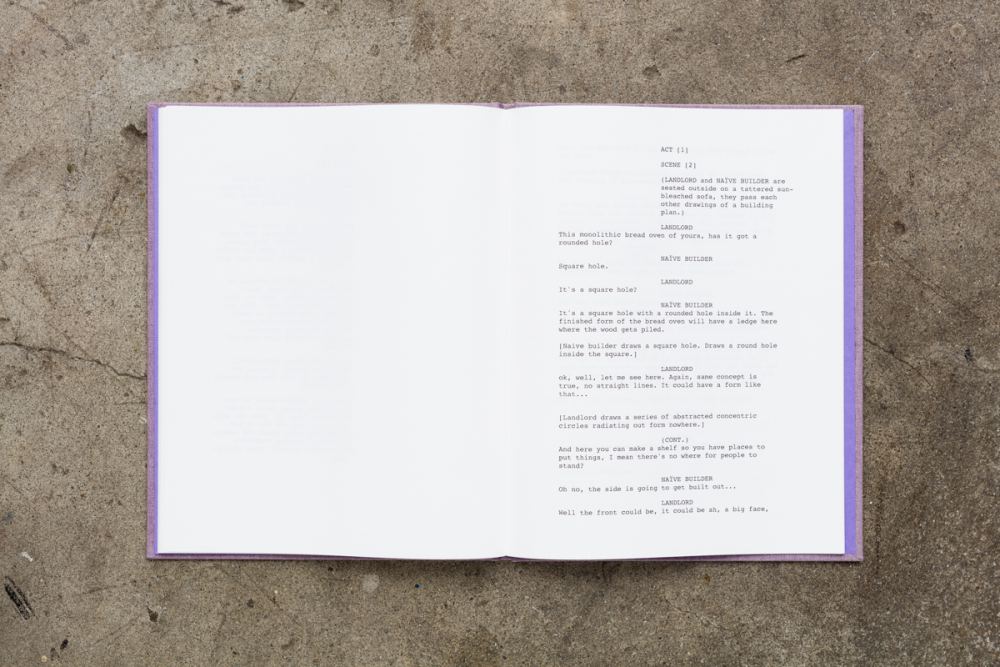 ACT [1]
SCENE [2]
(LANDLORD and NAÏVE BUILDER are
seated outside on a tattered sun-
bleached sofa, they pass each
other drawings of a building
plan.)
LANDLORD
This monolithic bread oven of yours, has it got a
rounded hole?
NAÏVE BUILDER
Square hole.
LANDLORD
It's a square hole?
NAÏVE BUILDER
It's a square hole with a rounded hole inside it. The
finished form of the bread oven will have a ledge here
where the wood gets piled.
[Naive builder draws a square hole. Draws a round hole
inside the square.]
LANDLORD
ok, well, let me see here. Again, same concept is
true, no straight lines. It could have a form like
that...
[Landlord draws a series of abstracted concentric
circles radiating out form nowhere.]
(CONT.)
And here you can make a shelf so you have places to
put things, I mean there's no where for people to
stand?
NAÏVE BUILDER
Oh no, the side is going to get built out...
LANDLORD
Well the front could be, it could be ah, a big face,